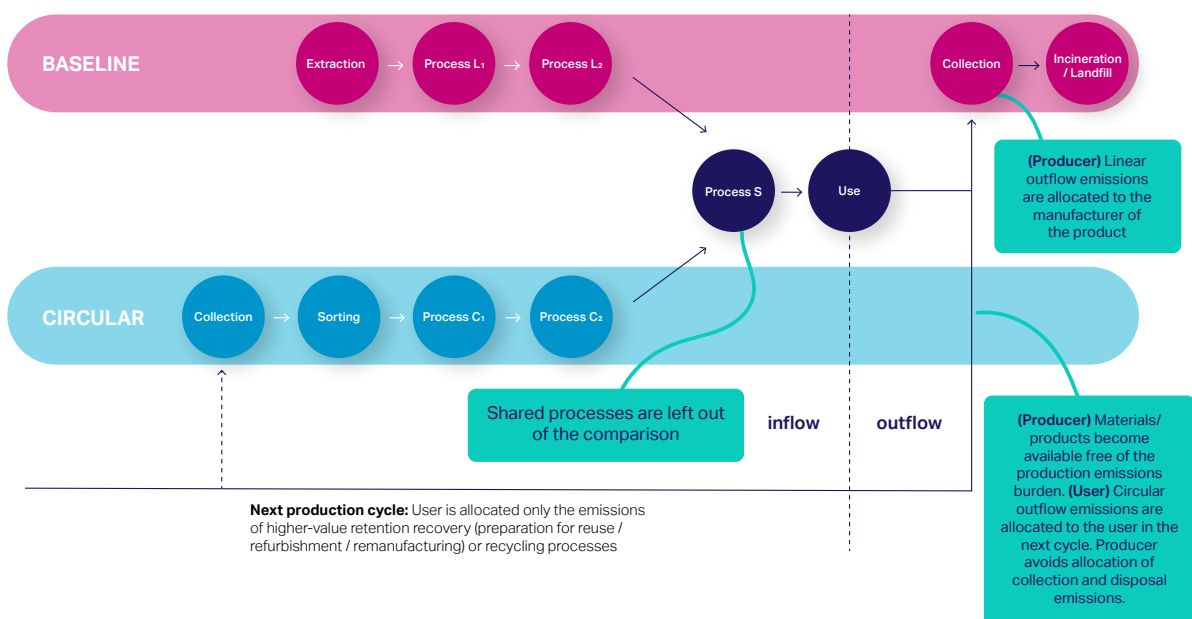 BASELINE
Extraction
Process L₁
Process L₂
Collection
Incineration
/ Landfill
(Producer) Linear
outflow emissions
are allocated to the
manufacturer of
the product
Process S
Use
CIRCULAR
Collection
Sorting
Process C₁
Process C₂
Shared processes are left out
of the comparison
inflow
outflow
(Producer) Materials/
products become
available free of the
production emissions
burden. (User) Circular
outflow emissions are
allocated to the user in the
next cycle. Producer
avoids allocation of
collection and disposal
emissions.
Next production cycle: User is allocated only the emissions
of higher-value retention recovery (preparation for reuse /
refurbishment / remanufacturing) or recycling processes